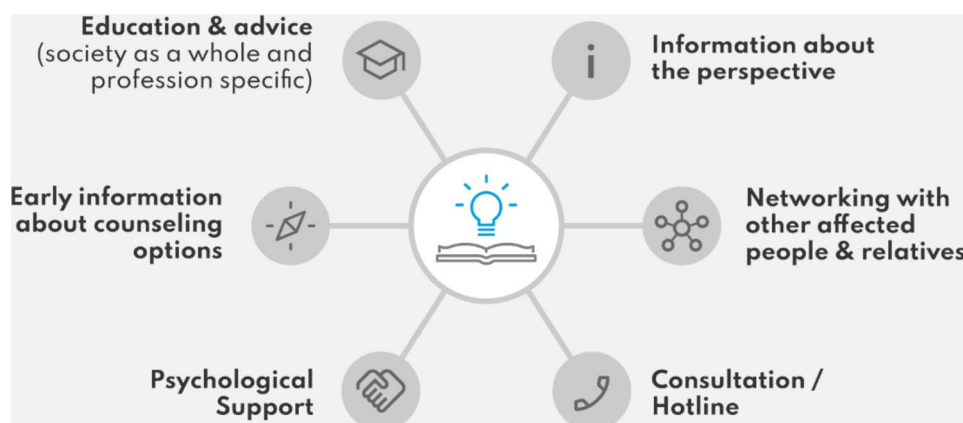 Education & advice
(society as a whole and
profession specific)
Information about
the perspective
Early information
about counseling
options
Networking with
other affected
people & relatives
Psychological
Support
Consultation /
Hotline